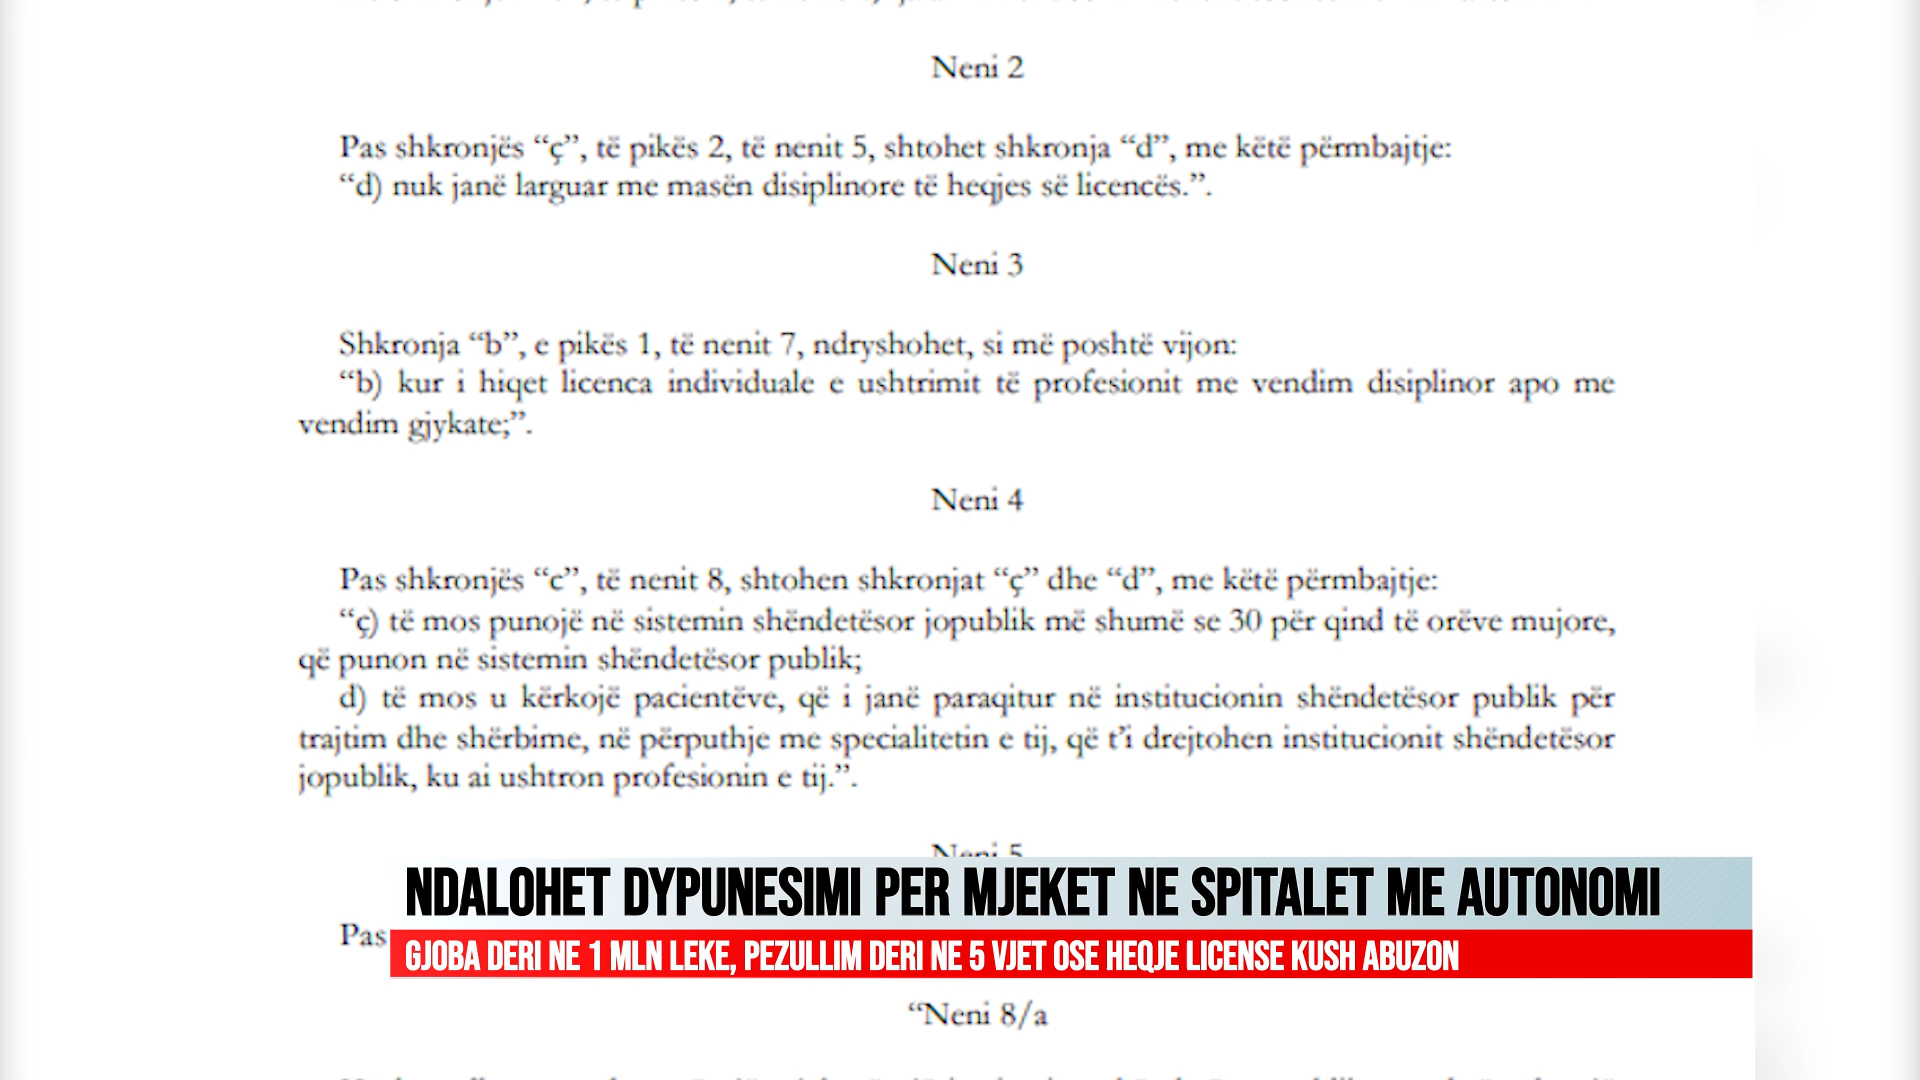 Neni 2
Pas shkronjës “ç”, të pikës 2, të nenit 5, shtohet shkronja “d”, me këtë përmbajtje:
“d) nuk janë larguar me masën disiplinore të heqjes së licencës.”.
Neni 3
Shkronja “b”, e pikës 1, të nenit 7, ndryshohet, si më poshtë vijon:
“b) kur i hiqet licenca individuale e ushtrimit të profesionit me vendim disiplinor apo me
vendim gjykate;”.
Neni 4
Pas shkronjës “c”, të nenit 8, shtohen shkronjat “ç” dhe “d”, me këtë përmbajtje:
“ç) të mos punojë në sistemin shëndetësor jopublik më shumë se 30 për qind të orëve mujore,
që punon në sistemin shëndetësor publik;
d) të mos u kërkojë pacientëve, që i janë paraqitur në institucionin shëndetësor publik për
trajtim dhe shërbime, në përputhje me specialitetin e tij, që t’i drejtohen institucionit shëndetësor
jopublik, ku ai ushtron profesionin e tij.”.
Neni 5
NDALOHET DYPUNESIMI PER MJEKET NE SPITALET ME AUTONOMI
Pas
GJOBA DERI NE 1 MLN LEKE, PEZULLIM DERI NE 5 VJET OSE HEQJE LICENSE KUSH ABUZON
“Neni 8/a